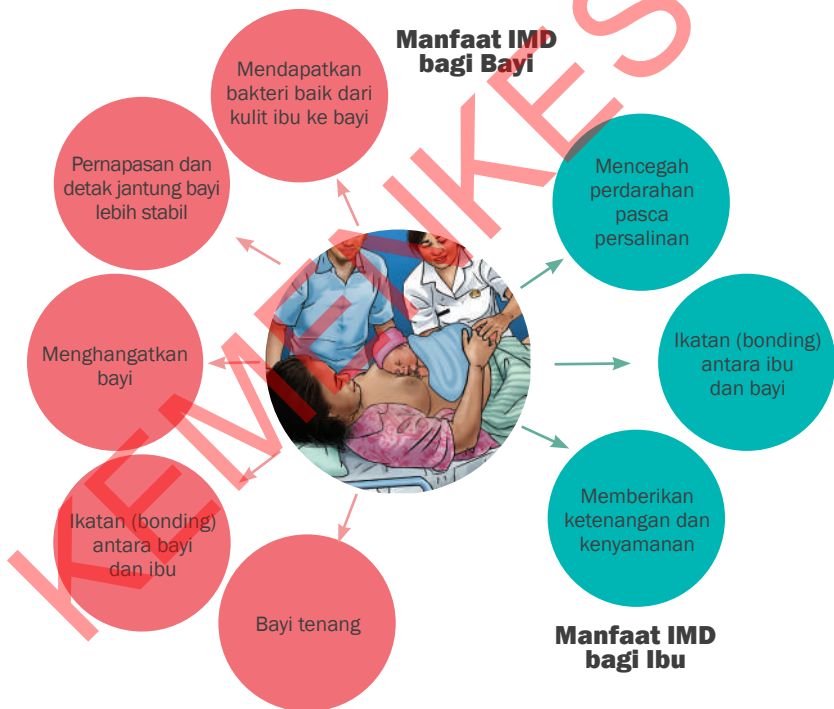 Manfaat IMD
bagi Bayi
Mendapatkan
bakteri baik dari
kulit ibu ke bayi
Pernapasan dan
detak jantung bayi
lebih stabil
Menghangatkan
bayi
Ikatan (bonding)
antara bayi
dan ibu
Bayi tenang
Mencegah
perdarahan
pasca
persalinan
Ikatan (bonding)
antara ibu
dan bayi
Memberikan
ketenangan dan
kenyamanan
Manfaat IMD
bagi Ibu
KEMENKES